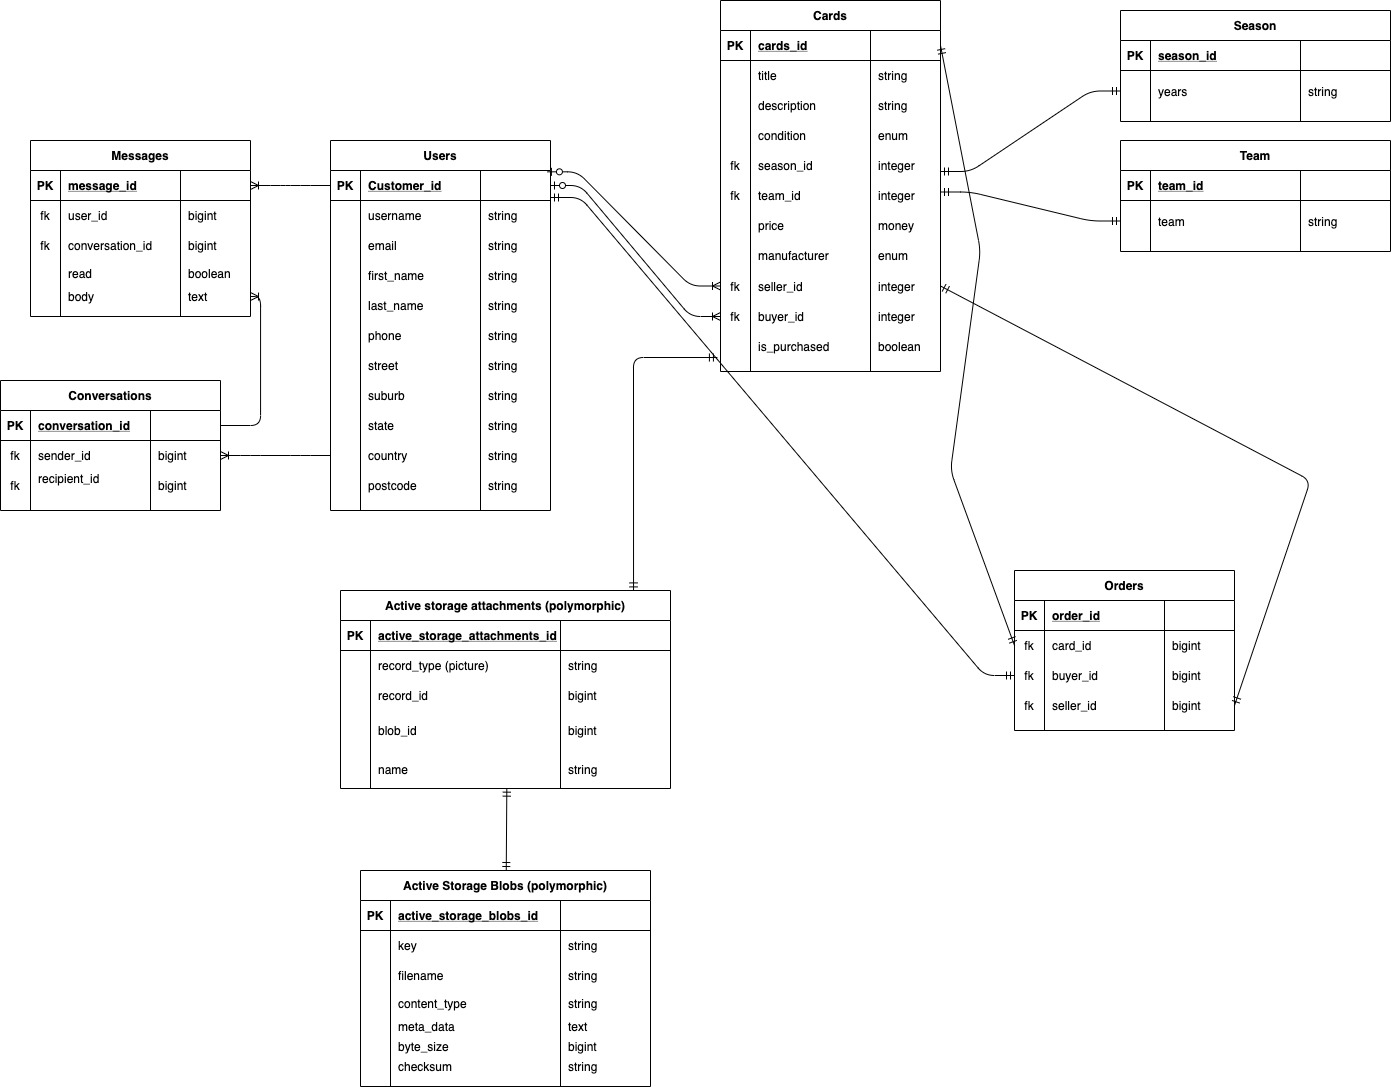 Cards
PK cards_id
title string
description string
condition enum
fk season_id integer
fk team_id integer
price money
manufacturer enum
fk seller_id integer
fk buyer_id integer
is_purchased boolean
Season
PK season_id
years string
Team
PK team_id
team string
Messages
PK message_id
fk user_id bigint
fk conversation_id bigint
read boolean
body text
Users
PK Customer_id
username string
email string
first_name string
last_name string
phone string
street string
suburb string
state string
country string
postcode string
Conversations
PK conversation_id
fk sender_id bigint
fk recipient_id bigint
Active storage attachments (polymorphic)
PK active_storage_attachments_id
record_type (picture) string
record_id bigint
blob_id bigint
name string
Orders
PK order_id
fk card_id bigint
fk buyer_id bigint
fk seller_id bigint
Active Storage Blobs (polymorphic)
PK active_storage_blobs_id
key string
filename string
content_type string
meta_data text
byte_size bigint
checksum string